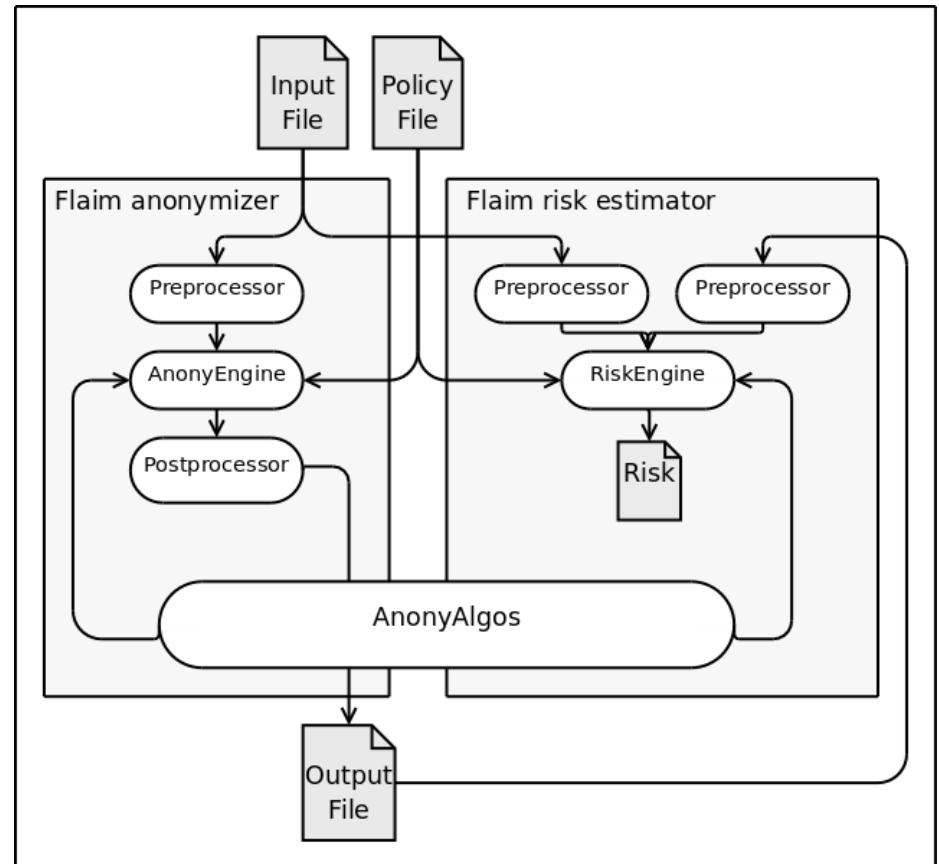 Input
File
Policy
File
Flaim anonymizer
Flaim risk estimator
Preprocessor
Preprocessor
Preprocessor
AnonyEngine
RiskEngine
Postprocessor
Risk
AnonyAlgos
Output
File